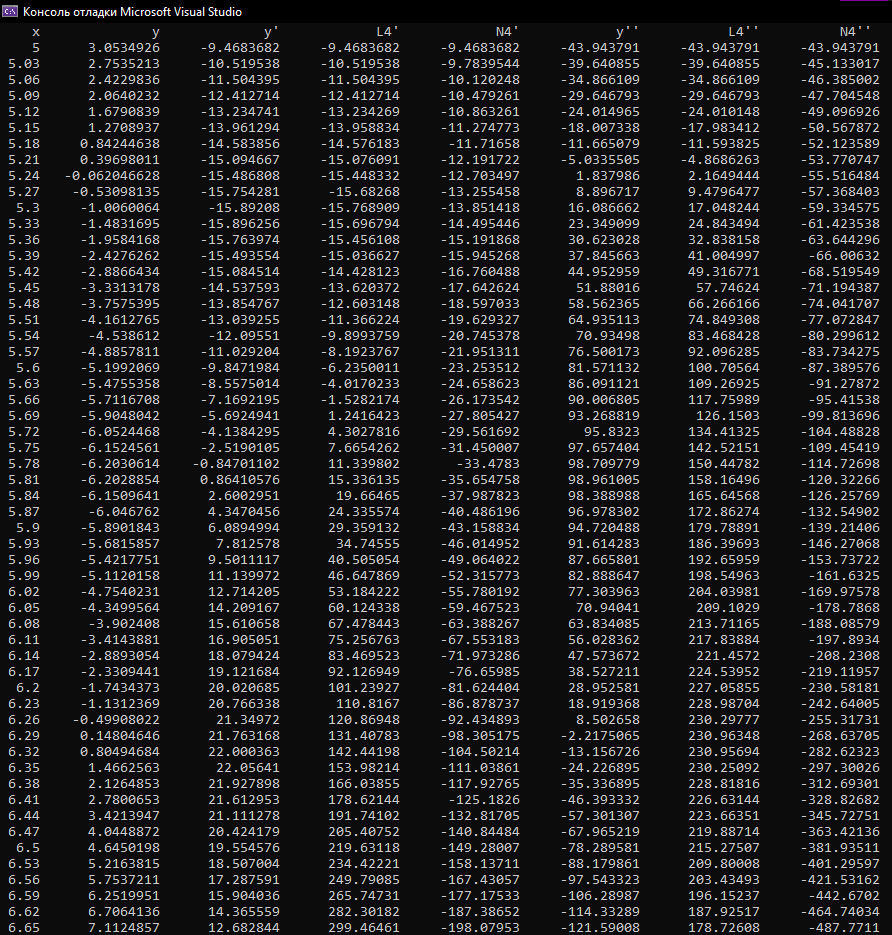 Консоль отладки Microsoft Visual Studio
x y y' L4' N4' y'' L4'' N4''
5 3.0534926 -9.4683682 -9.4683682 -9.4683682 -43.943791 -43.943791 -43.943791
5.03 2.7535213 -10.519538 -10.519538 -9.7839544 -39.640855 -39.640855 -45.133017
5.06 2.4229836 -11.504395 -11.504395 -10.120248 -34.866109 -34.866109 -46.385002
5.09 2.0640232 -12.412714 -12.412714 -10.479261 -29.646793 -29.646793 -47.704548
5.12 1.6790839 -13.234741 -13.234269 -10.863261 -24.014965 -24.010148 -49.096926
5.15 1.2708937 -13.961294 -13.958834 -11.274773 -18.007338 -17.983412 -50.567872
5.18 0.84244638 -14.583856 -14.576183 -11.71658 -11.665079 -11.593825 -52.123589
5.21 0.39698011 -15.094667 -15.076091 -12.191722 -5.0335505 -4.8686263 -53.770747
5.24 -0.062046628 -15.486808 -15.448332 -12.703497 1.837986 2.1649444 -55.516484
5.27 -0.53098135 -15.754281 -15.68268 -13.255458 8.896717 9.4796477 -57.368403
5.3 -1.0060064 -15.89208 -15.768909 -13.851418 16.086662 17.048244 -59.334575
5.33 -1.4831695 -15.896256 -15.696794 -14.495446 23.349099 24.843494 -61.423538
5.36 -1.9584168 -15.763974 -15.456108 -15.191868 30.623028 32.838158 -63.644296
5.39 -2.4276262 -15.493554 -15.036627 -15.945268 37.845663 41.004997 -66.00632
5.42 -2.8866434 -15.084514 -14.428123 -16.760488 44.952959 49.316771 -68.519549
5.45 -3.3313178 -14.537593 -13.620372 -17.642624 51.88016 57.74624 -71.194387
5.48 -3.7575395 -13.854767 -12.603148 -18.597033 58.562365 66.266166 -74.041707
5.51 -4.1612765 -13.039255 -11.366224 -19.629327 64.935113 74.849308 -77.072847
5.54 -4.538612 -12.09551 -9.8993759 -20.745378 70.93498 83.468428 -80.299612
5.57 -4.8857811 -11.029204 -8.1923767 -21.951311 76.500173 92.096285 -83.734275
5.6 -5.1992069 -9.8471984 -6.2350011 -23.253512 81.571132 100.70564 -87.389576
5.63 -5.4755358 -8.5575014 -4.0170233 -24.658623 86.091121 109.26925 -91.27872
5.66 -5.7116708 -7.1692195 -1.5282174 -26.173542 90.006805 117.75989 -95.41538
5.69 -5.9048042 -5.6924941 1.2416423 -27.805427 93.268819 126.1503 -99.813696
5.72 -6.0524468 -4.1384295 4.3027816 -29.561692 95.8323 134.41325 -104.48828
5.75 -6.1524561 -2.5190105 7.6654262 -31.450007 97.657404 142.52151 -109.45419
5.78 -6.2030614 -0.84701102 11.339802 -33.4783 98.709779 150.44782 -114.72698
5.81 -6.2028854 0.86410576 15.336135 -35.654758 98.961005 158.16496 -120.32266
5.84 -6.1509641 2.6002951 19.66465 -37.987823 98.388988 165.64568 -126.25769
5.87 -6.046762 4.3470456 24.335574 -40.486196 96.978302 172.86274 -132.54902
5.9 -5.8901843 6.0894994 29.359132 -43.158834 94.720488 179.78891 -139.21406
5.93 -5.6815857 7.812578 34.74555 -46.014952 91.614283 186.39693 -146.27068
5.96 -5.4217751 9.5011117 40.505054 -49.064022 87.665801 192.65959 -153.73722
5.99 -5.1120158 11.139972 46.647869 -52.315773 82.888647 198.54963 -161.6325
6.02 -4.7540231 12.714205 53.184222 -55.780192 77.303963 204.03981 -169.97578
6.05 -4.3499564 14.209167 60.124338 -59.467523 70.94041 209.1029 -178.7868
6.08 -3.902408 15.610658 67.478443 -63.388267 63.834085 213.71165 -188.08579
6.11 -3.4143881 16.905051 75.256763 -67.553183 56.028362 217.83884 -197.8934
6.14 -2.8893054 18.079424 83.469523 -71.973286 47.573672 221.4572 -208.2308
6.17 -2.3309441 19.121684 92.126949 -76.65985 38.527211 224.53952 -219.11957
6.2 -1.7434373 20.020685 101.23927 -81.624404 28.952581 227.05855 -230.58181
6.23 -1.1312369 20.766338 110.8167 -86.878737 18.919368 228.98704 -242.64005
6.26 -0.49908022 21.34972 120.86948 -92.434893 8.502658 230.29777 -255.31731
6.29 0.14804646 21.763168 131.40783 -98.305175 -2.2175065 230.96348 -268.63705
6.32 0.80494684 22.000363 142.44198 -104.50214 -13.156726 230.95694 -282.62323
6.35 1.4662563 22.05641 153.98214 -111.03861 -24.226895 230.25092 -297.30026
6.38 2.1264853 21.927898 166.03855 -117.92765 -35.336895 228.81816 -312.69301
6.41 2.7800653 21.612953 178.62144 -125.1826 -46.393332 226.63144 -328.82682
6.44 3.4213947 21.111278 191.74102 -132.81705 -57.301307 223.66351 -345.72751
6.47 4.0448872 20.424179 205.40752 -140.84484 -67.965219 219.88714 -363.42136
6.5 4.6450198 19.554576 219.63118 -149.28007 -78.289581 215.27507 -381.93511
6.53 5.2163815 18.507004 234.42221 -158.13711 -88.179861 209.80008 -401.29597
6.56 5.7537211 17.287591 249.79085 -167.43057 -97.543323 203.43493 -421.53162
6.59 6.2519951 15.904036 265.74731 -177.17533 -106.28987 196.15237 -442.6702
6.62 6.7064136 14.365559 282.30182 -187.38652 -114.33289 187.92517 -464.74034
6.65 7.1124857 12.682844 299.46461 -198.07953 -121.59008 178.72608 -487.7711